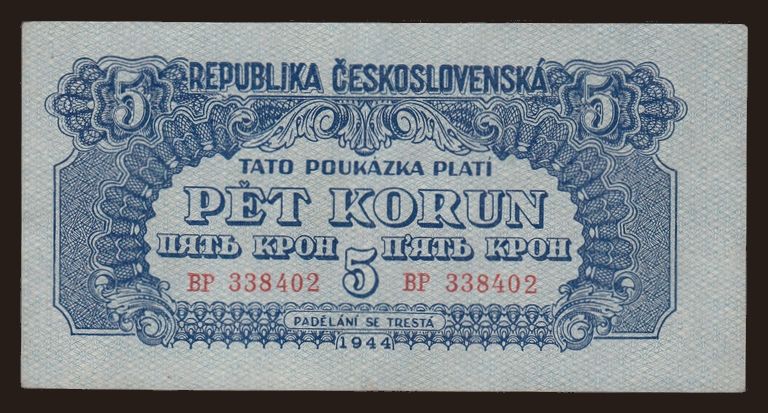 5 REPUBLIKA ČESKOSLOVENSKÁ 5
TATO POUKÁZKA PLATÍ
PĚT KORUN
ПЯТЬ КРОН П'ЯТЬ КРОН
BP 338402 5 BP 338402
PADĚLÁNÍ SE TRESTÁ
1944